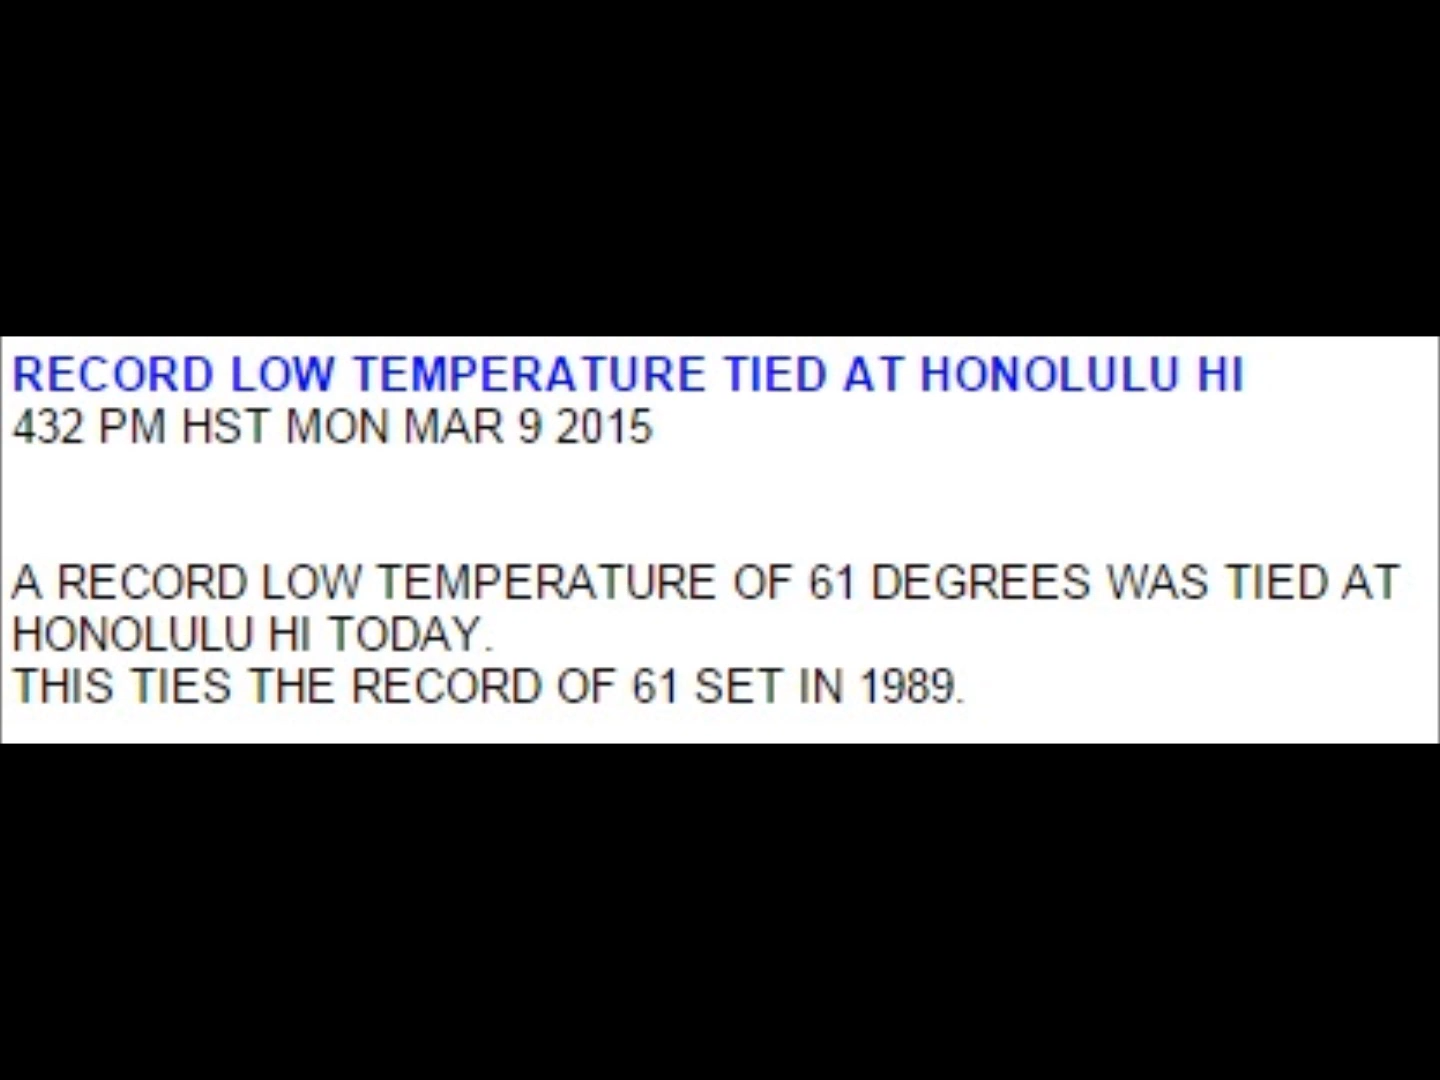 RECORD LOW TEMPERATURE TIED AT HONOLULU HI
432 PM HST MON MAR 9 2015
A RECORD LOW TEMPERATURE OF 61 DEGREES WAS TIED AT
HONOLULU HI TODAY.
THIS TIES THE RECORD OF 61 SET IN 1989.